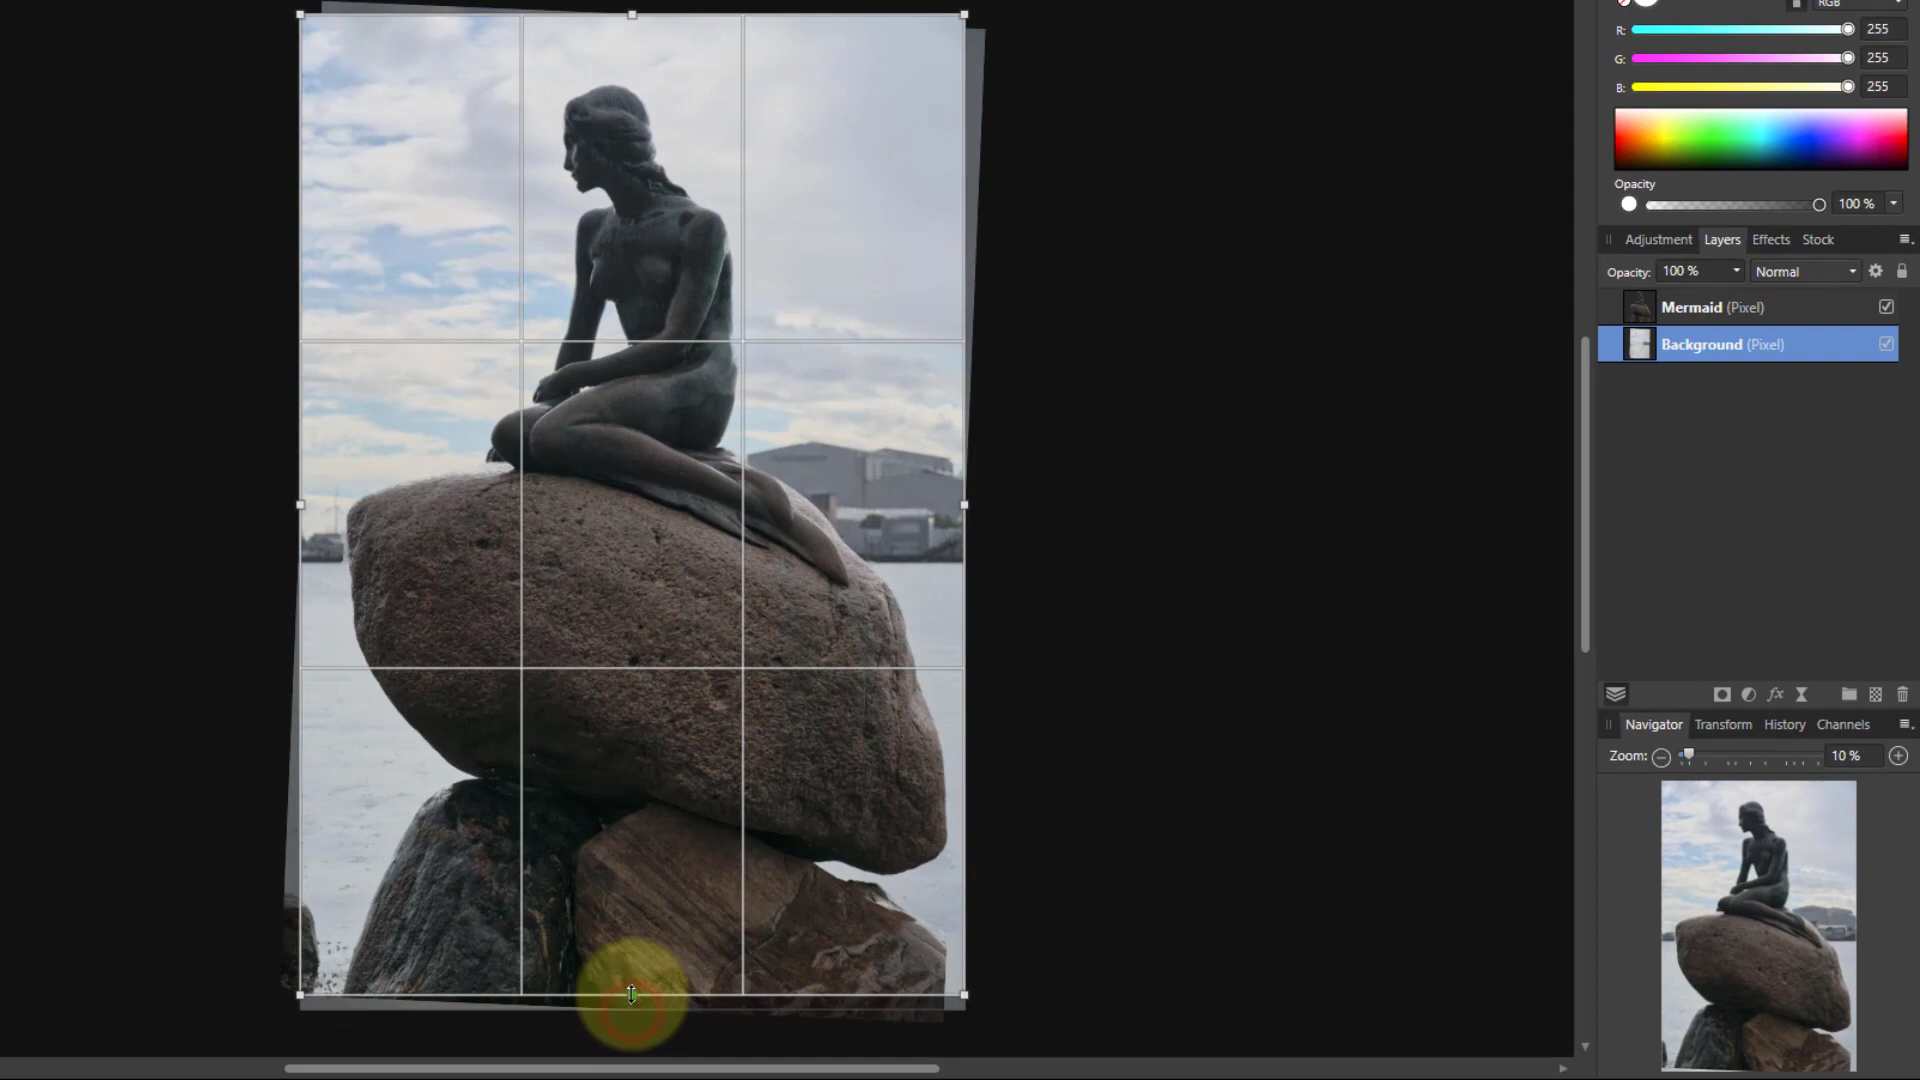 RGB
R: 255
G: 255
B: 255
Opacity
100 %
Adjustment Layers Effects Stock
Opacity: 100 % Normal
Mermaid (Pixel)
Background (Pixel)
fx
Navigator Transform History Channels
Zoom: 10 %